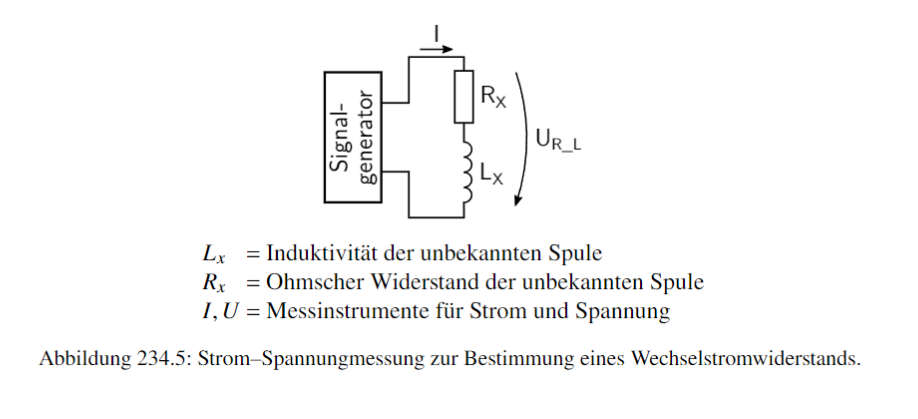 I
Signal-
generator
R_X
U_{R_L}
L_X
L_x = Induktivität der unbekannten Spule
R_x = Ohmscher Widerstand der unbekannten Spule
I, U = Messinstrumente für Strom und Spannung
Abbildung 234.5: Strom–Spannungmessung zur Bestimmung eines Wechselstromwiderstands.